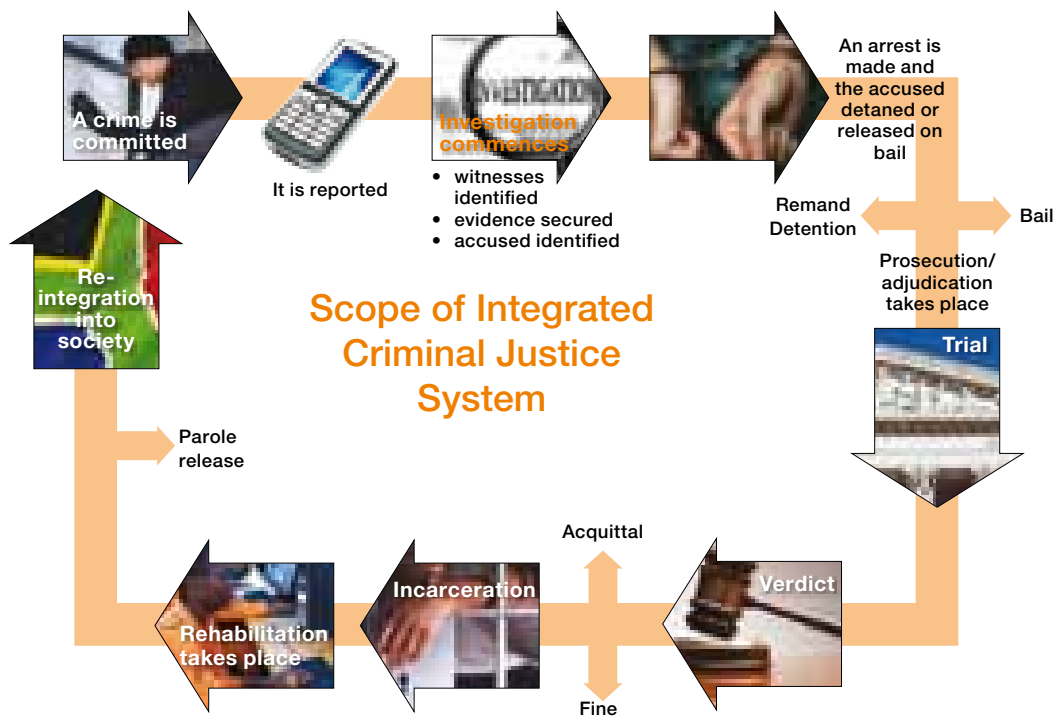 A crime is
committed
It is reported
INVESTIGATION
Investigation
commences
• witnesses
identified
• evidence secured
• accused identified
An arrest is
made and
the accused
detaned or
released on
bail
Remand
Detention
Bail
Prosecution/
adjudication
takes place
Trial
Verdict
Acquittal
Fine
Incarceration
Rehabilitation
takes place
Parole
release
Re-
integration
into
society
Scope of Integrated
Criminal Justice
System